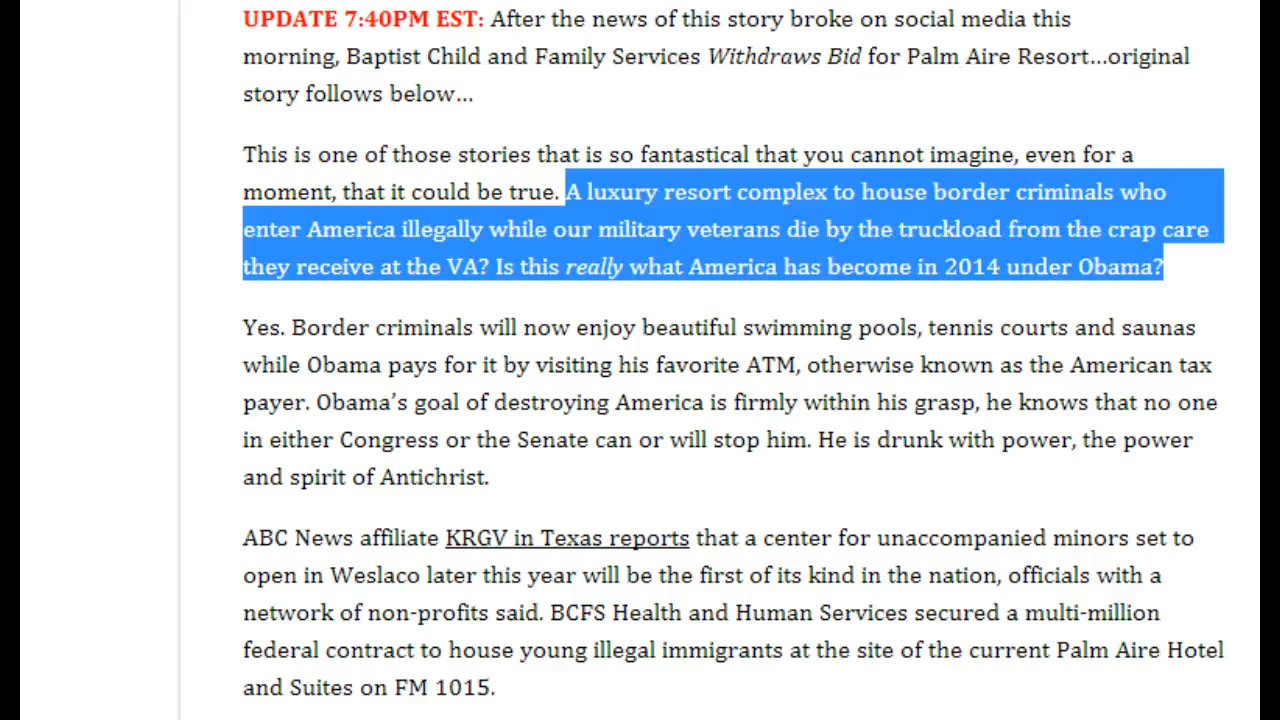 UPDATE 7:40PM EST: After the news of this story broke on social media this
morning, Baptist Child and Family Services Withdraws Bid for Palm Aire Resort…original
story follows below…
This is one of those stories that is so fantastical that you cannot imagine, even for a
moment, that it could be true. A luxury resort complex to house border criminals who
enter America illegally while our military veterans die by the truckload from the crap care
they receive at the VA? Is this really what America has become in 2014 under Obama?
Yes. Border criminals will now enjoy beautiful swimming pools, tennis courts and saunas
while Obama pays for it by visiting his favorite ATM, otherwise known as the American tax
payer. Obama’s goal of destroying America is firmly within his grasp, he knows that no one
in either Congress or the Senate can or will stop him. He is drunk with power, the power
and spirit of Antichrist.
ABC News affiliate KRGV in Texas reports that a center for unaccompanied minors set to
open in Weslaco later this year will be the first of its kind in the nation, officials with a
network of non-profits said. BCFS Health and Human Services secured a multi-million
federal contract to house young illegal immigrants at the site of the current Palm Aire Hotel
and Suites on FM 1015.